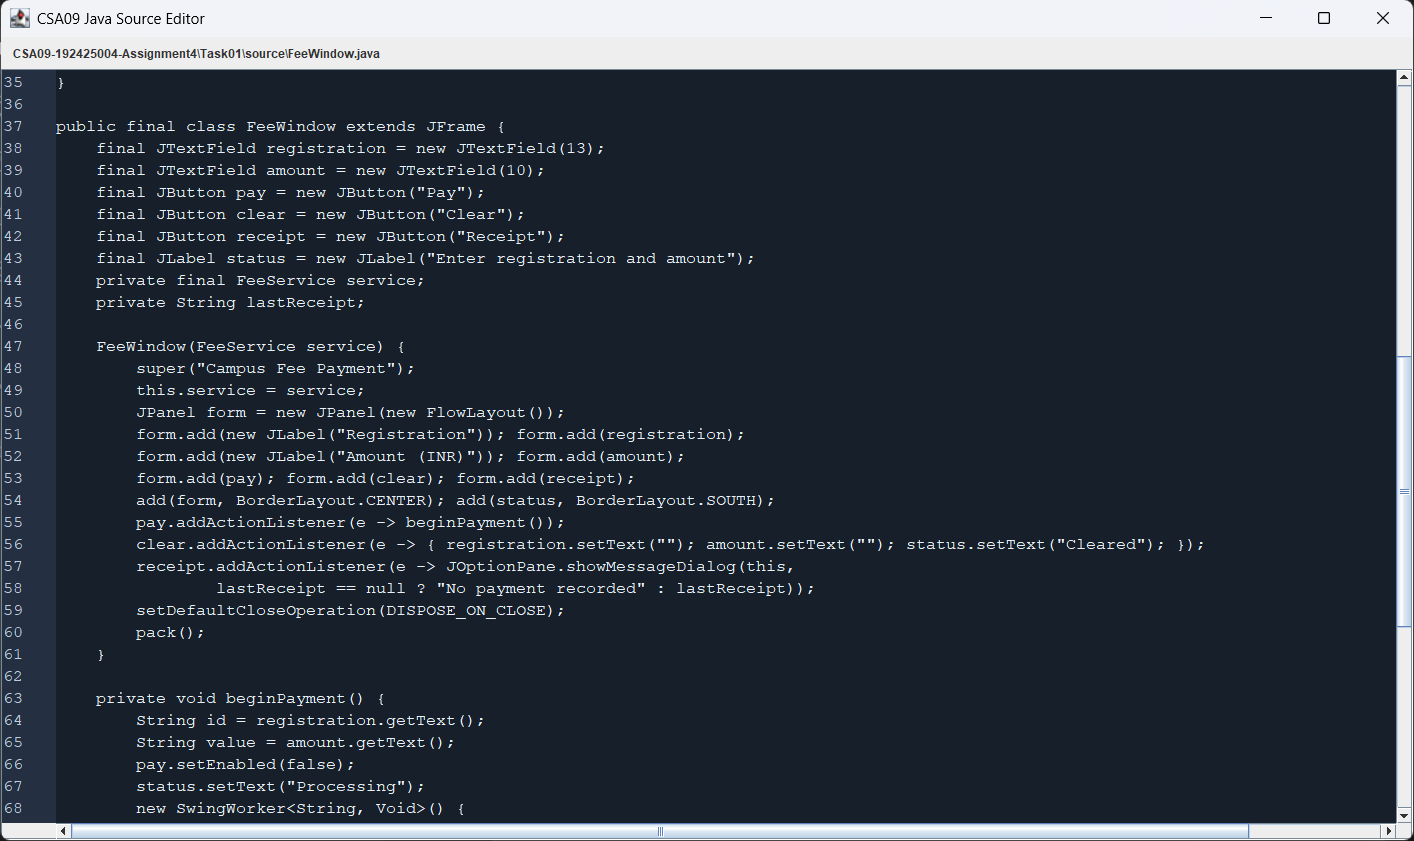 CSA09 Java Source Editor
CSA09-192425004-Assignment4\Task01\source\FeeWindow.java
35 }
36
37 public final class FeeWindow extends JFrame {
38     final JTextField registration = new JTextField(13);
39     final JTextField amount = new JTextField(10);
40     final JButton pay = new JButton("Pay");
41     final JButton clear = new JButton("Clear");
42     final JButton receipt = new JButton("Receipt");
43     final JLabel status = new JLabel("Enter registration and amount");
44     private final FeeService service;
45     private String lastReceipt;
46
47     FeeWindow(FeeService service) {
48         super("Campus Fee Payment");
49         this.service = service;
50         JPanel form = new JPanel(new FlowLayout());
51         form.add(new JLabel("Registration")); form.add(registration);
52         form.add(new JLabel("Amount (INR)")); form.add(amount);
53         form.add(pay); form.add(clear); form.add(receipt);
54         add(form, BorderLayout.CENTER); add(status, BorderLayout.SOUTH);
55         pay.addActionListener(e -> beginPayment());
56         clear.addActionListener(e -> { registration.setText(""); amount.setText(""); status.setText("Cleared"); });
57         receipt.addActionListener(e -> JOptionPane.showMessageDialog(this,
58                 lastReceipt == null ? "No payment recorded" : lastReceipt));
59         setDefaultCloseOperation(DISPOSE_ON_CLOSE);
60         pack();
61     }
62
63     private void beginPayment() {
64         String id = registration.getText();
65         String value = amount.getText();
66         pay.setEnabled(false);
67         status.setText("Processing");
68         new SwingWorker<String, Void>() {